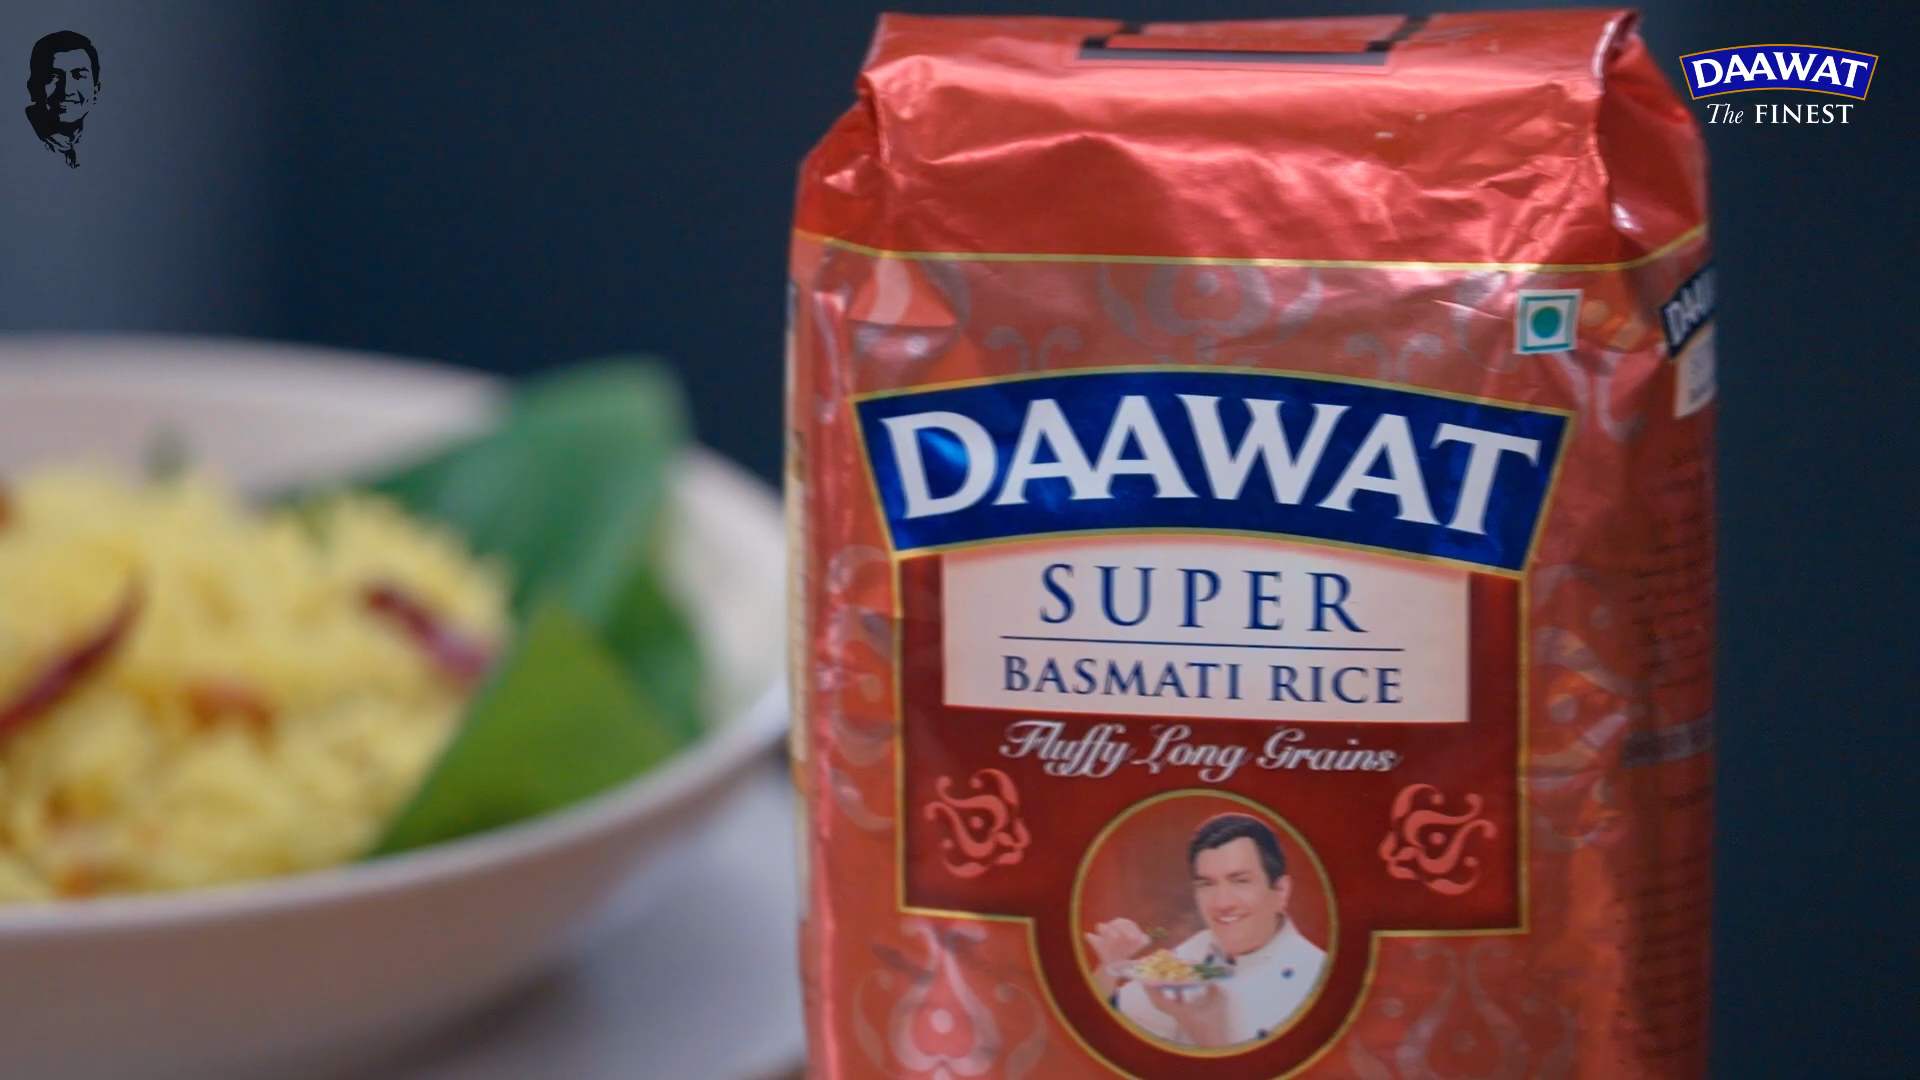 DAAWAT
The FINEST
DAAWAT
SUPER
BASMATI RICE
Fluffy Long Grains